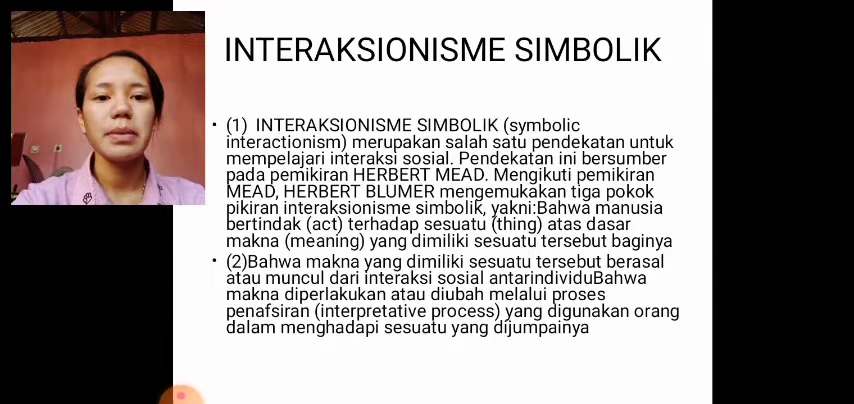 INTERAKSIONISME SIMBOLIK
• (1) INTERAKSIONISME SIMBOLIK (symbolic
interactionism) merupakan salah satu pendekatan untuk
mempelajari interaksi sosial. Pendekatan ini bersumber
pada pemikiran HERBERT MEAD. Mengikuti pemikiran
MEAD, HERBERT BLUMER mengemukakan tiga pokok
pikiran interaksionisme simbolik, yakni:Bahwa manusia
bertindak (act) terhadap sesuatu (thing) atas dasar
makna (meaning) yang dimiliki sesuatu tersebut baginya
• (2)Bahwa makna yang dimiliki sesuatu tersebut berasal
atau muncul dari interaksi sosial antarindividuBahwa
makna diperlakukan atau diubah melalui proses
penafsiran (interpretative process) yang digunakan orang
dalam menghadapi sesuatu yang dijumpainya